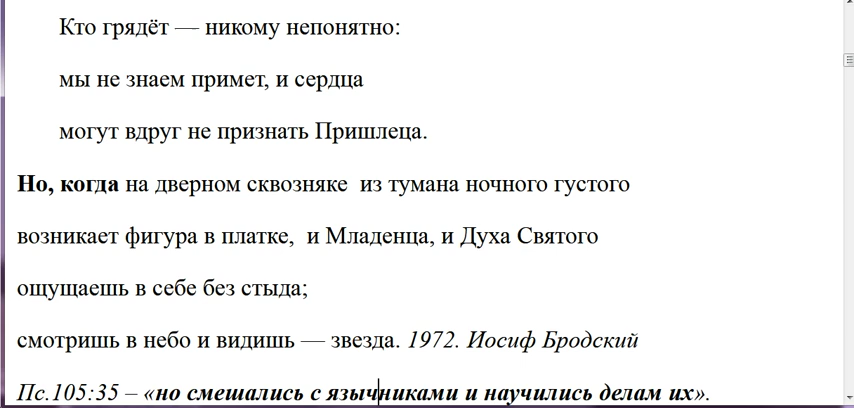 Кто грядёт — никому непонятно:
мы не знаем примет, и сердца
могут вдруг не признать Пришлеца.
Но, когда на дверном сквозняке из тумана ночного густого
возникает фигура в платке, и Младенца, и Духа Святого
ощущаешь в себе без стыда;
смотришь в небо и видишь — звезда. 1972. Иосиф Бродский
Пс.105:35 – «но смешались с язычниками и научились делам их».